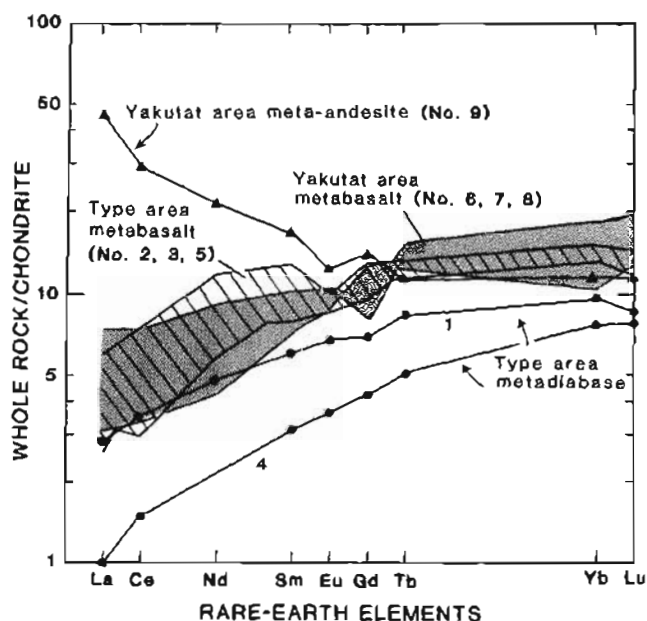 100
50
10
5
1
WHOLE ROCK/CHONDRITE
Yakutat area meta-andesite (No. 9)
Yakutat area
metabasalt
(No. 6, 7, 8)
Type area
metabasalt
(No. 2, 3, 5)
1
Type area
metadiabase
4
La Ce Nd Sm Eu Gd Tb Yb Lu
RARE-EARTH ELEMENTS